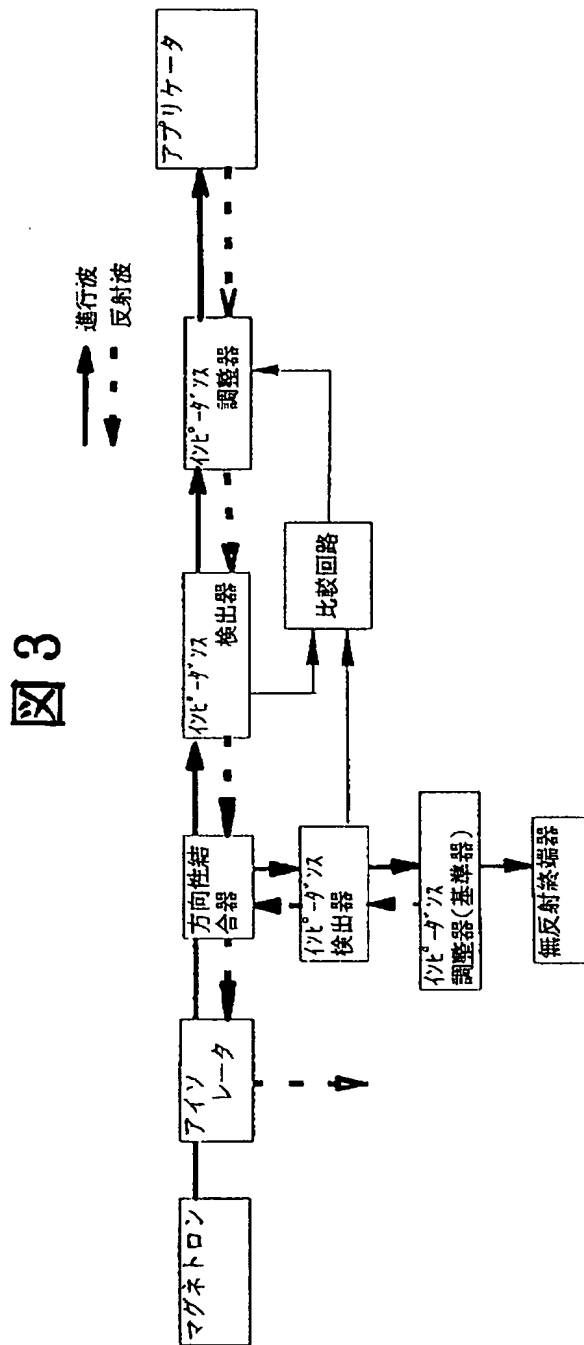 図3
進行波
反射波
マグネトロン
アイソ
レータ
方向性結
合器
インピーダンス
検出器
インピーダンス
調整器
アプリケータ
比較回路
インピーダンス
検出器
インピーダンス
調整器(基準器)
無反射終端器